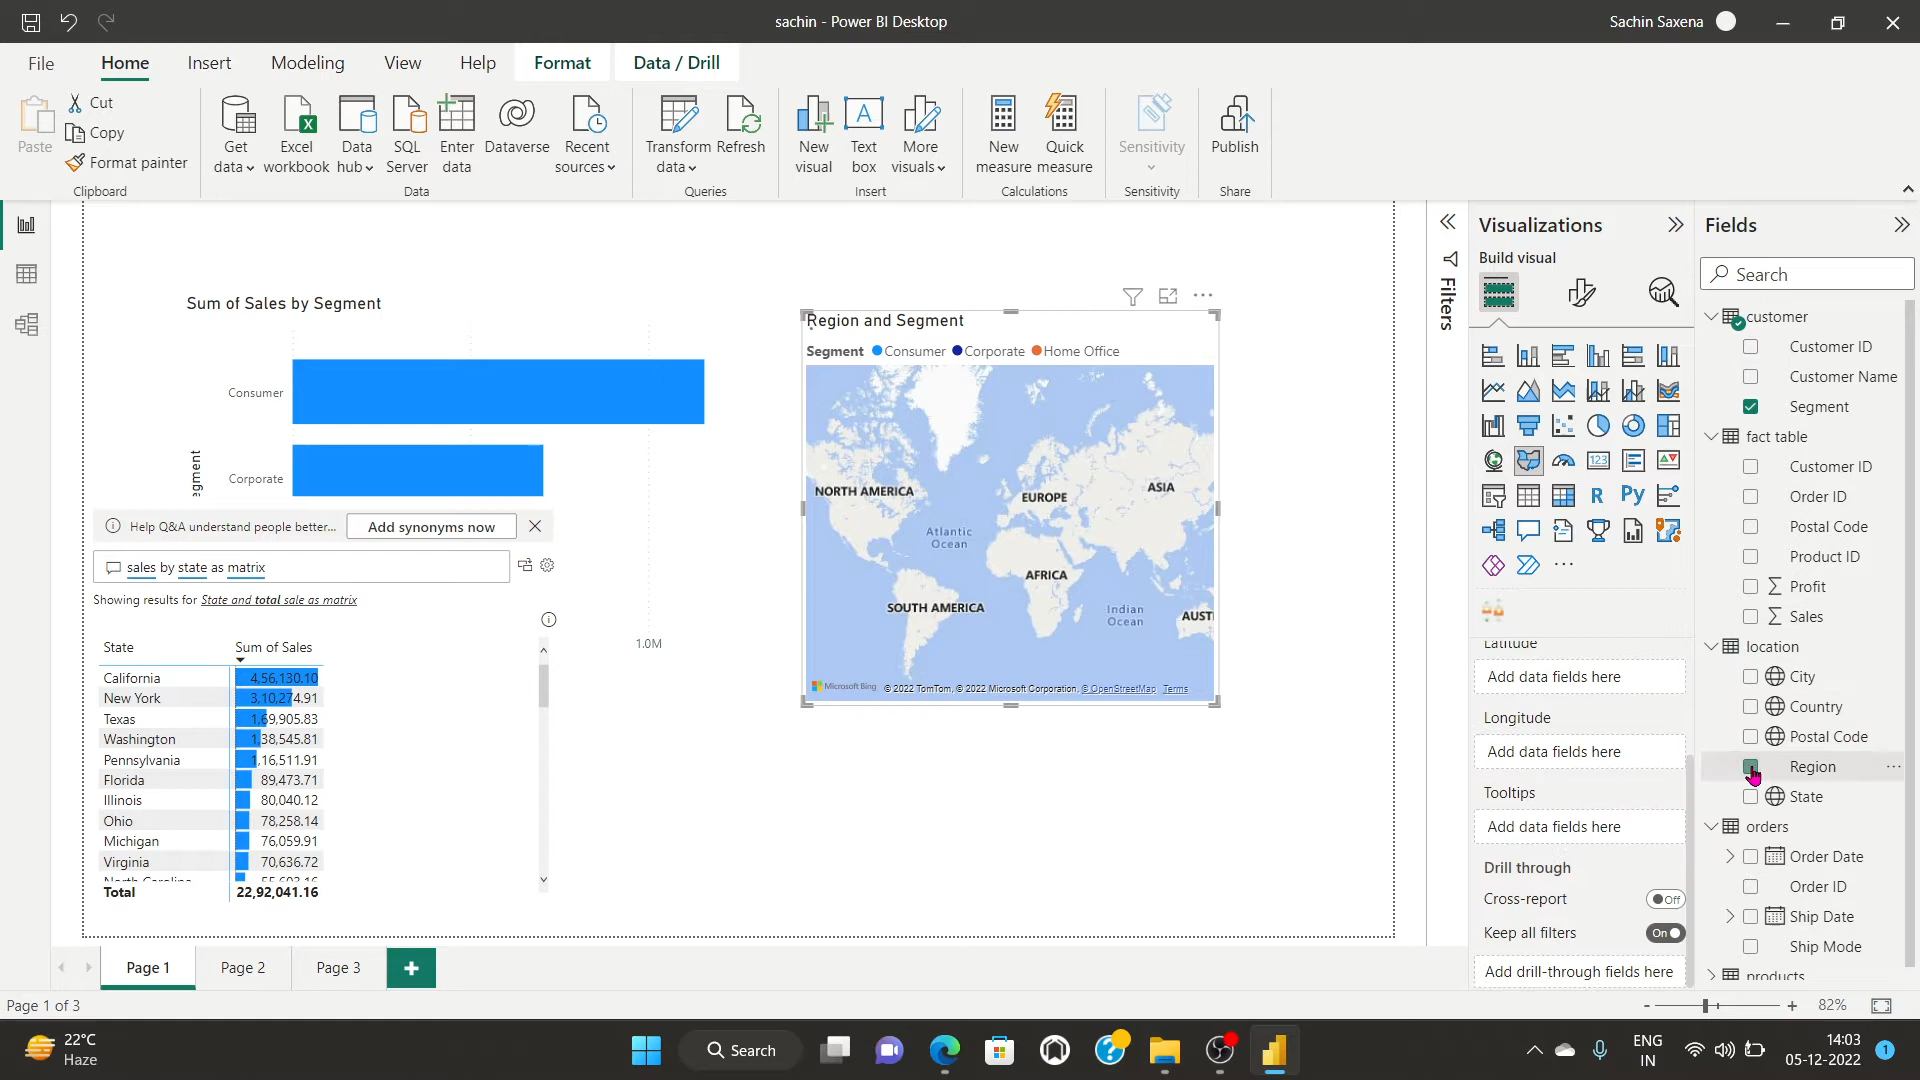 sachin - Power BI Desktop
Sachin Saxena
File
Home
Insert
Modeling
View
Help
Format
Data / Drill
Paste
Cut
Copy
Format painter
Clipboard
Get data
Excel workbook
Data hub
SQL Server
Enter data
Dataverse
Recent sources
Data
Transform data
Refresh
Queries
New visual
Text box
More visuals
Insert
New measure
Quick measure
Calculations
Sensitivity
Sensitivity
Publish
Share
Sum of Sales by Segment
Consumer
Corporate
egment
1.0M
Help Q&A understand people better...
Add synonyms now
sales by state as matrix
Showing results for State and total sale as matrix
State Sum of Sales
California 4,56,130.10
New York 3,10,274.91
Texas 1,69,905.83
Washington 1,38,545.81
Pennsylvania 1,16,511.91
Florida 89,473.71
Illinois 80,040.12
Ohio 78,258.14
Michigan 76,059.91
Virginia 70,636.72
Total 22,92,041.16
Region and Segment
Segment Consumer Corporate Home Office
NORTH AMERICA
EUROPE
ASIA
Atlantic Ocean
AFRICA
SOUTH AMERICA
Indian Ocean
AUST
Microsoft Bing © 2022 TomTom, © 2022 Microsoft Corporation, © OpenStreetMap Terms
Filters
Visualizations
Build visual
123
R
Py
Latitude
Add data fields here
Longitude
Add data fields here
Tooltips
Add data fields here
Drill through
Cross-report Off
Keep all filters On
Add drill-through fields here
Fields
Search
customer
Customer ID
Customer Name
Segment
fact table
Customer ID
Order ID
Postal Code
Product ID
Profit
Sales
location
City
Country
Postal Code
Region
State
orders
Order Date
Order ID
Ship Date
Ship Mode
products
Page 1
Page 2
Page 3
Page 1 of 3
82%
22°C
Haze
Search
ENG
IN
14:03
05-12-2022
1